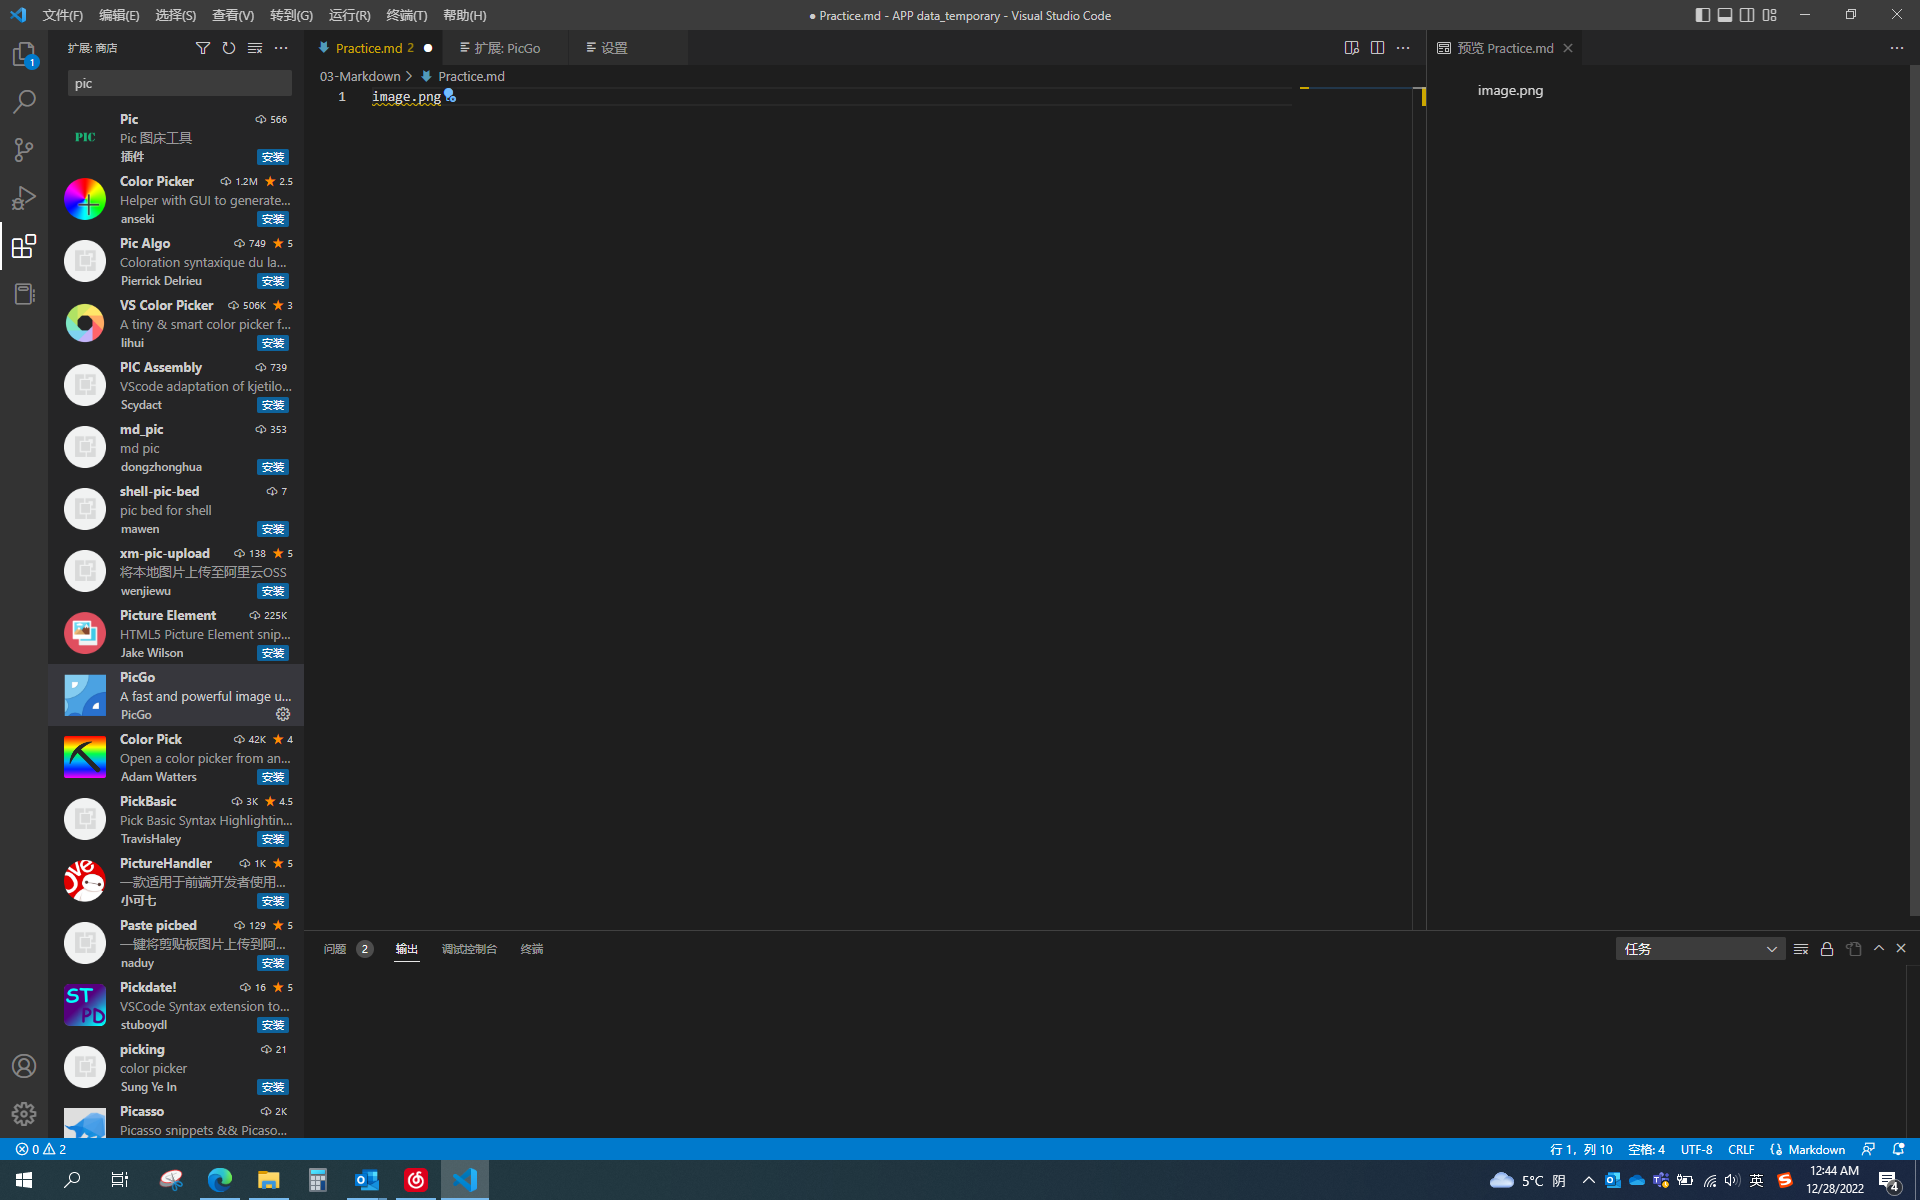 文件(F) 编辑(E) 选择(S) 查看(V) 转到(G) 运行(R) 终端(T) 帮助(H)
● Practice.md - APP data_temporary - Visual Studio Code
扩展: 商店
Practice.md 2
扩展: PicGo
设置
预览 Practice.md
pic
03-Markdown > Practice.md
1
image.png
image.png
Pic 566
Pic 图床工具
插件 安装
Color Picker 1.2M ★ 2.5
Helper with GUI to generate...
anseki 安装
Pic Algo 749 ★ 5
Coloration syntaxique du la...
Pierrick Delrieu 安装
VS Color Picker 506K ★ 3
A tiny & smart color picker f...
lihui 安装
PIC Assembly 739
VScode adaptation of kjetilo...
Scydact 安装
md_pic 353
md pic
dongzhonghua 安装
shell-pic-bed 7
pic bed for shell
mawen 安装
xm-pic-upload 138 ★ 5
将本地图片上传至阿里云OSS
wenjiewu 安装
Picture Element 225K
HTML5 Picture Element snip...
Jake Wilson 安装
PicGo
A fast and powerful image u...
PicGo
Color Pick 42K ★ 4
Open a color picker from an...
Adam Watters 安装
PickBasic 3K ★ 4.5
Pick Basic Syntax Highlightin...
TravisHaley 安装
PictureHandler 1K ★ 5
一款适用于前端开发者使用...
小可七 安装
Paste picbed 129 ★ 5
一键将剪贴板图片上传到阿...
naduy 安装
Pickdate! 16 ★ 5
VSCode Syntax extension to...
stuboydl 安装
picking 21
color picker
Sung Ye In 安装
Picasso 2K
Picasso snippets && Picaso...
PIC
ST
PD
1
问题 2 输出 调试控制台 终端
任务
0 2
行 1，列 10 空格: 4 UTF-8 CRLF Markdown
5°C 阴
英
12:44 AM
12/28/2022
4